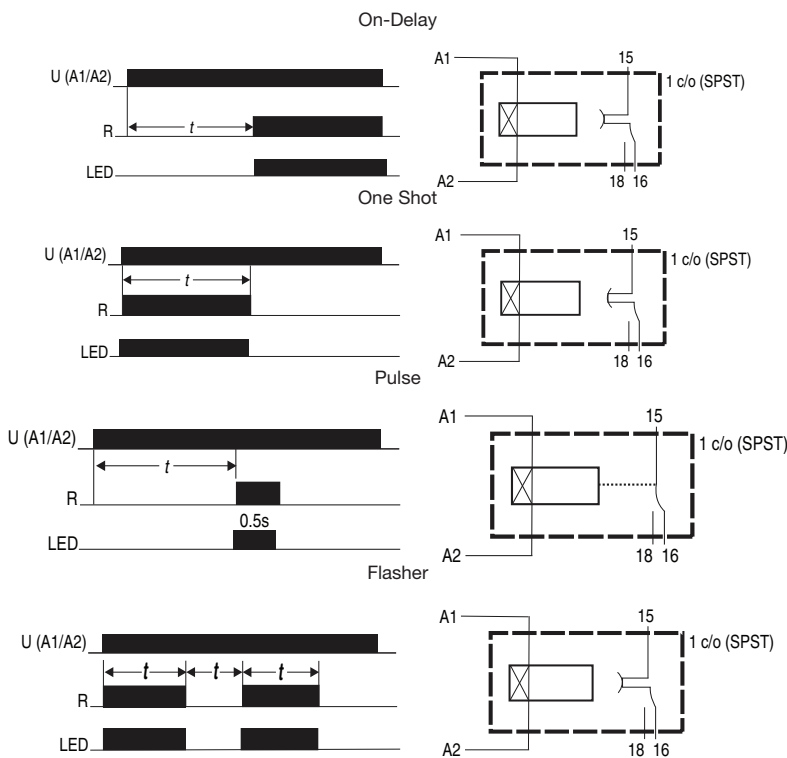 On-Delay
U (A1/A2)
R
t
LED
A1
15
1 c/o (SPST)
A2
18 16
One Shot
U (A1/A2)
t
R
LED
A1
15
1 c/o (SPST)
A2
18 16
Pulse
U (A1/A2)
t
R
0.5s
LED
A1
15
1 c/o (SPST)
A2
18 16
Flasher
U (A1/A2)
t t t
R
LED
A1
15
1 c/o (SPST)
A2
18 16